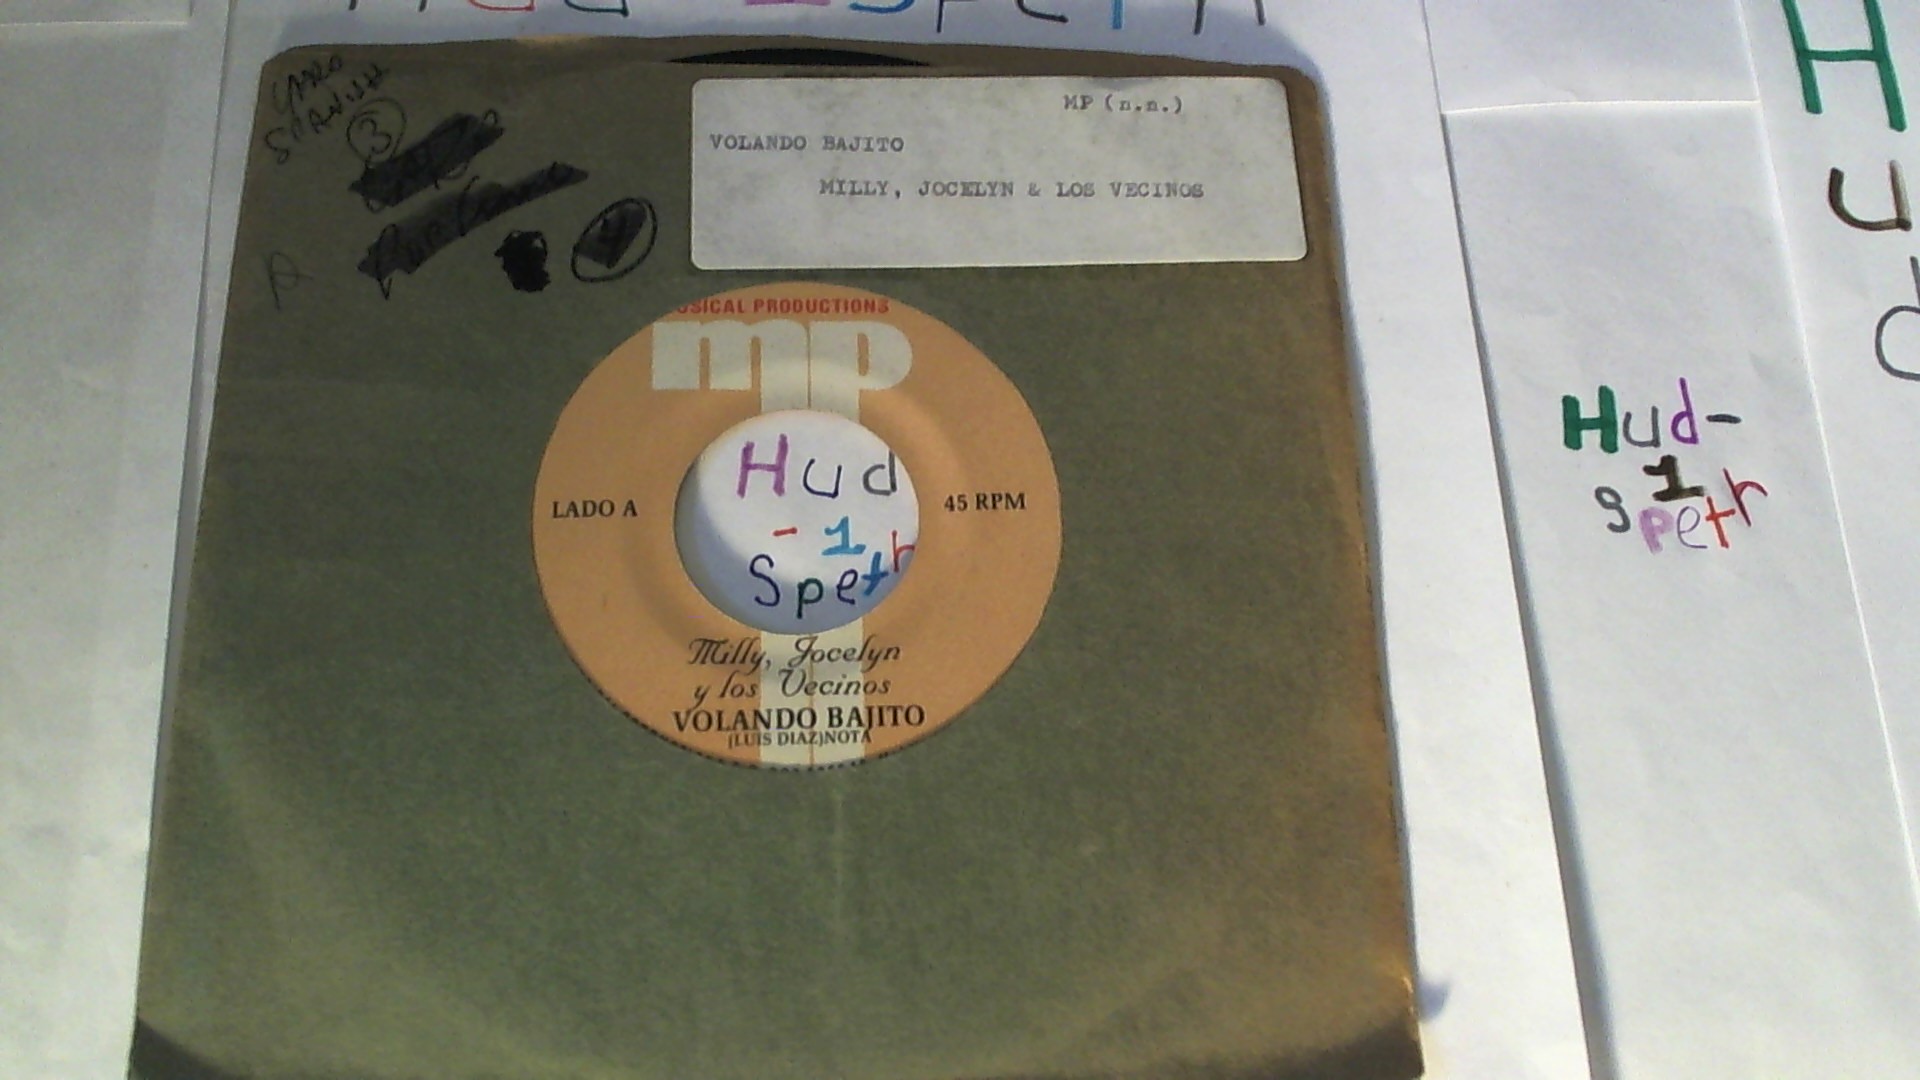 SPANISH
3
MP (n.n.)
VOLANDO BAJITO
MILLY, JOCELYN & LOS VECINOS
USICAL PRODUCTIONS
mp
LADO A
45 RPM
Hud
- 1
Speth
Milly, Jocelyn
y los Vecinos
VOLANDO BAJITO
(LUIS DIAZ)NOTA
Hud-
1
Speth
H
u
d